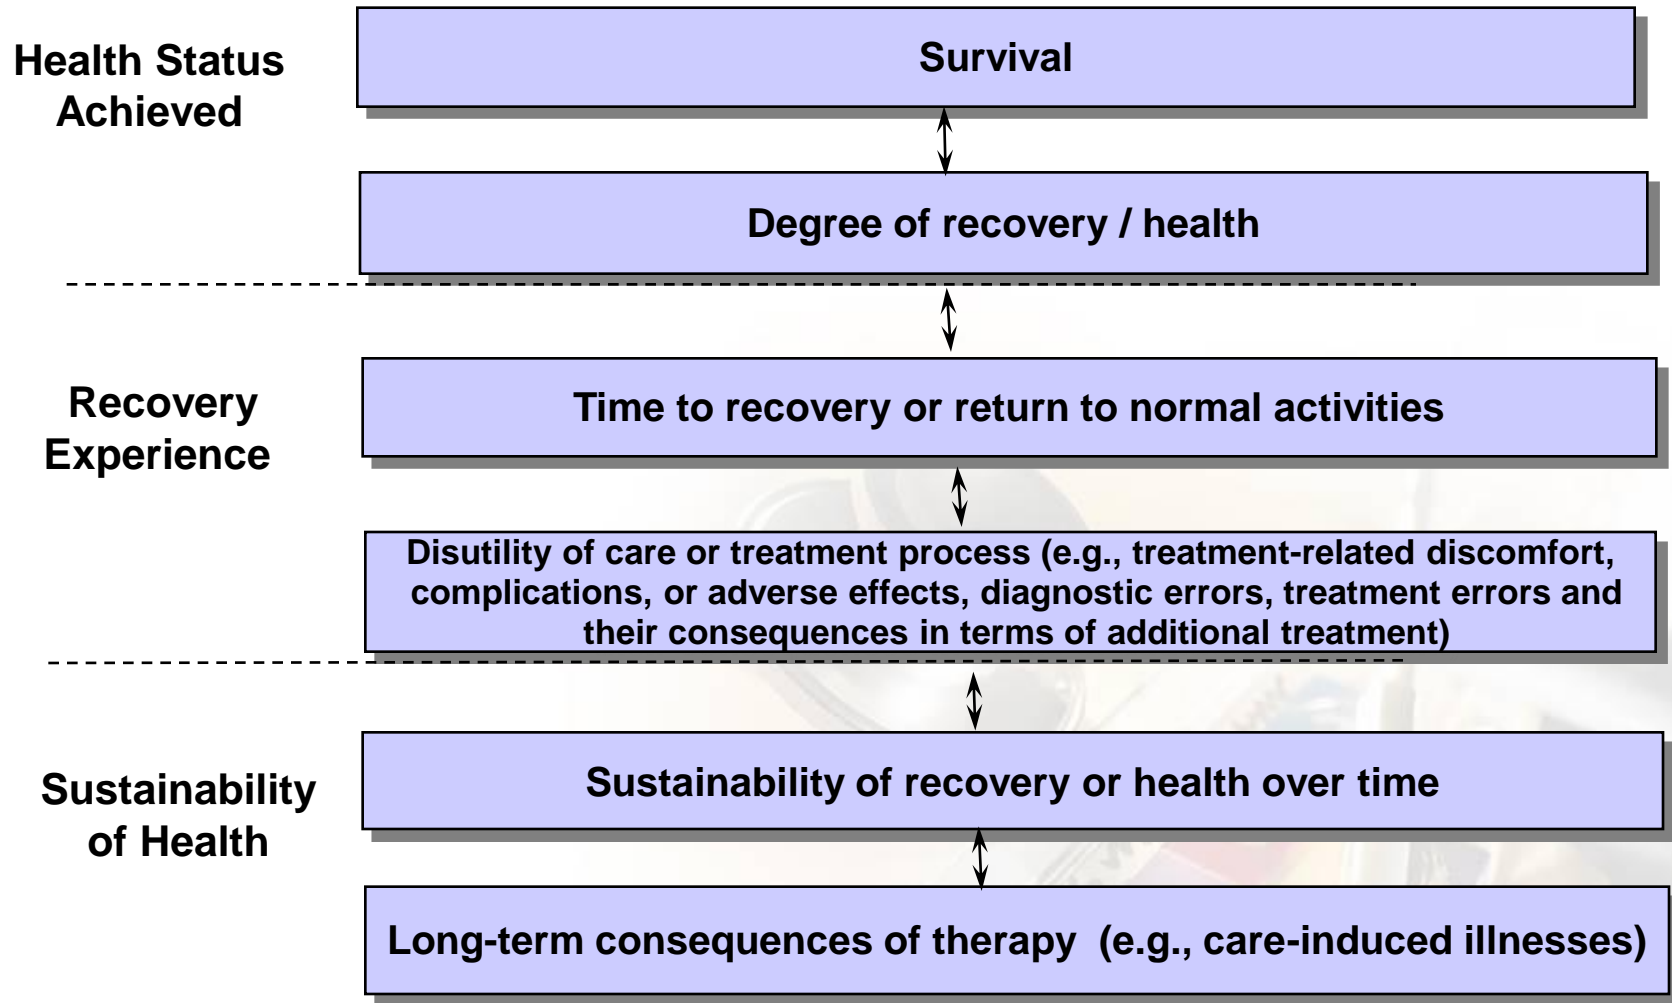 Health Status
Achieved
Survival
Degree of recovery / health
Recovery
Experience
Time to recovery or return to normal activities
Disutility of care or treatment process (e.g., treatment-related discomfort,
complications, or adverse effects, diagnostic errors, treatment errors and
their consequences in terms of additional treatment)
Sustainability
of Health
Sustainability of recovery or health over time
Long-term consequences of therapy (e.g., care-induced illnesses)